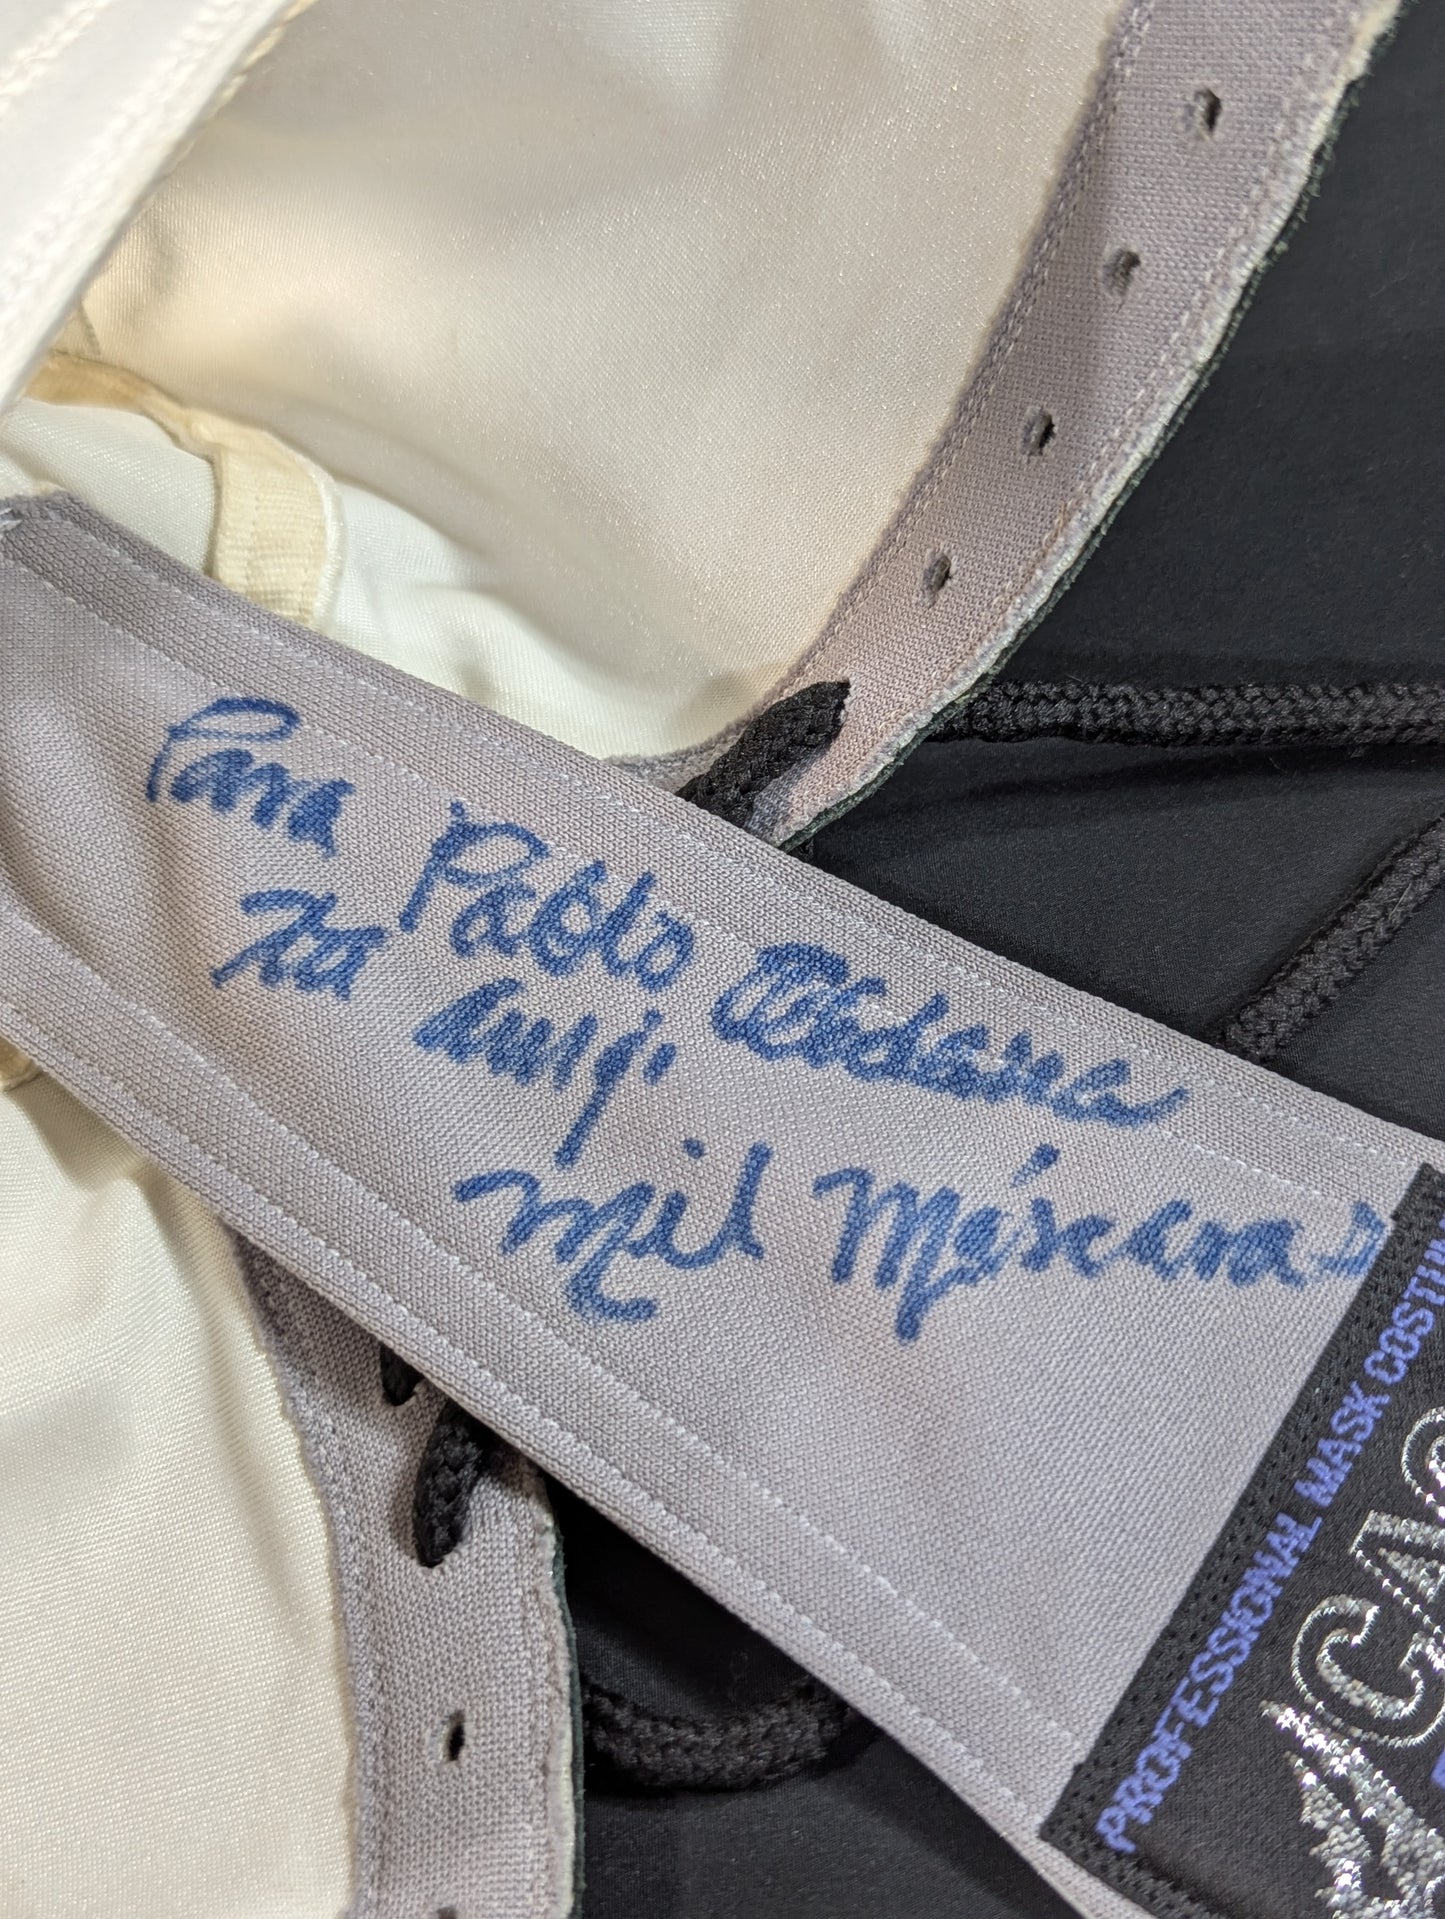 Para Pablo
tu amigo
Mil Máscaras
PROFESSIONAL MASK COSTUM